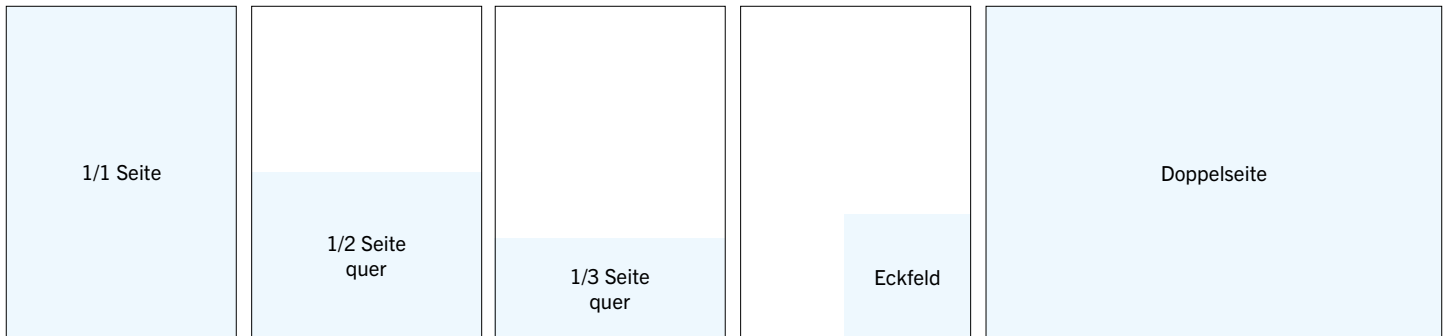 1/1 Seite
1/2 Seite
quer
1/3 Seite
quer
Eckfeld
Doppelseite